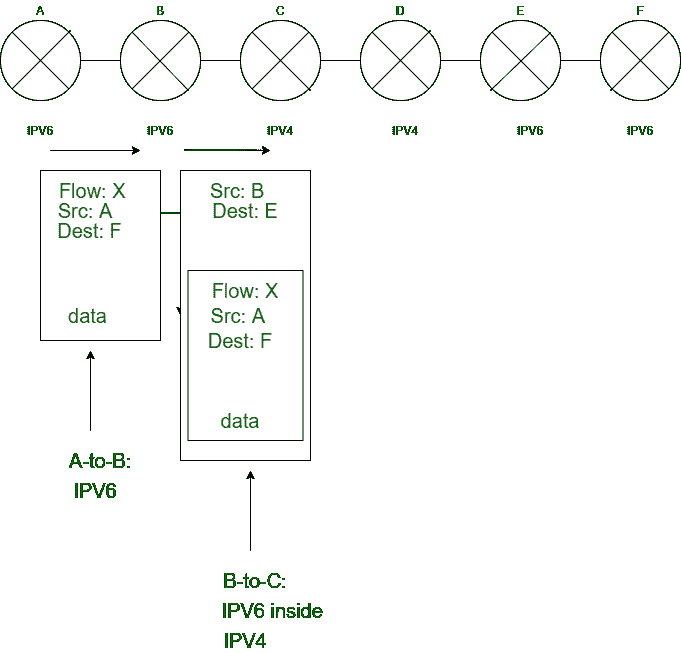 A B C D E F
IPV6 IPV6 IPV4 IPV4 IPV6 IPV6
Flow: X
Src: A
Dest: F
data
Src: B
Dest: E
Flow: X
Src: A
Dest: F
data
A-to-B:
IPV6
B-to-C:
IPV6 inside
IPV4